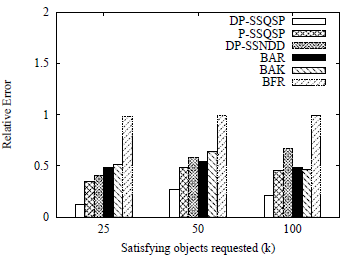 DP-SSQSP
P-SSQSP
DP-SSNDD
BAR
BAK
BFR
2
1.5
1
0.5
0
Relative Error
25
50
100
Satisfying objects requested (k)